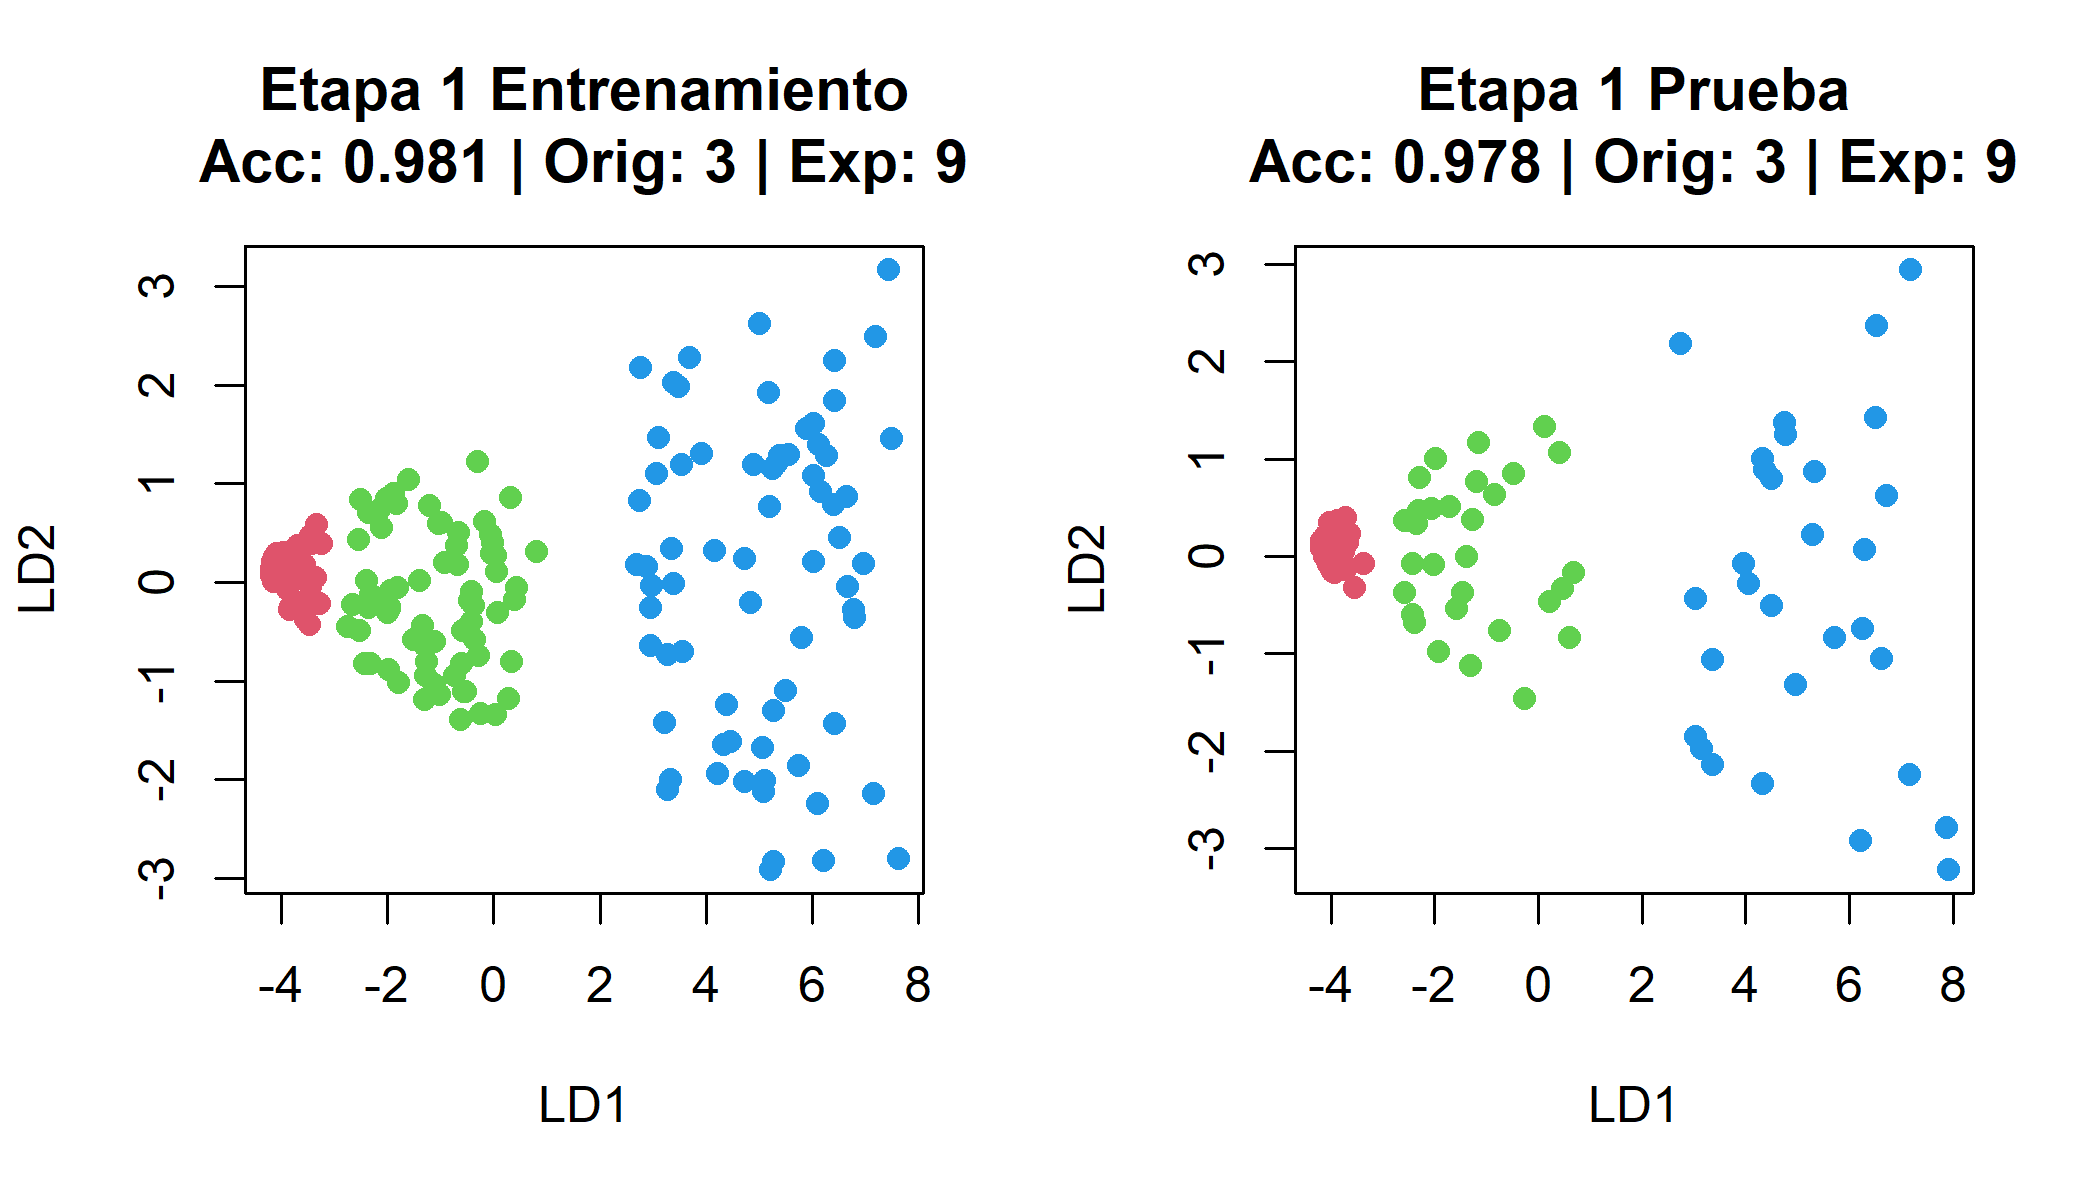 Etapa 1 Entrenamiento
Acc: 0.981 | Orig: 3 | Exp: 9
LD2
3
2
1
0
-1
-2
-3
-4 -2 0 2 4 6 8
LD1
Etapa 1 Prueba
Acc: 0.978 | Orig: 3 | Exp: 9
LD2
3
2
1
0
-1
-2
-3
-4 -2 0 2 4 6 8
LD1